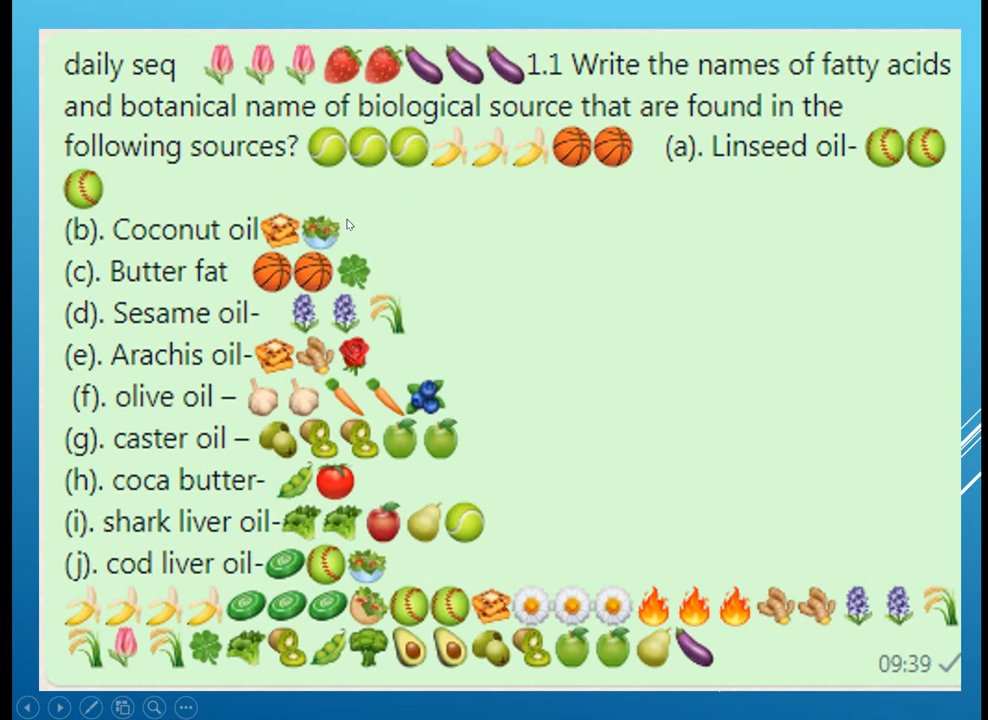 daily seq 🌷🌷🌷🍓🍓🍆🍆🍆1.1 Write the names of fatty acids
and botanical name of biological source that are found in the
following sources? 🎾🎾🎾🍌🍌🍌🏀🏀 (a). Linseed oil- 🥎🥎
🥎
(b). Coconut oil🧇🥗
(c). Butter fat 🏀🏀🍀
(d). Sesame oil- 🪻🪻🌾
(e). Arachis oil-🧇🫚🌹
(f). olive oil – 🧄🧄🥕🥕🫐
(g). caster oil – 🫒🥝🥝🍏🍏
(h). coca butter- 🫛🍅
(i). shark liver oil-🥦🥦🍎🍐🎾
(j). cod liver oil-🥒🥎🥗
🍌🍌🍌🍌🥒🥒🥒🥙🥎🥎🧇🌼🌼🌼🔥🔥🔥🫚🫚🪻🪻🌾
🌾🌷🌾🍀🥦🥝🫛🥦🥑🥑🫒🥝🍏🍏🍐🍆
09:39 ✓